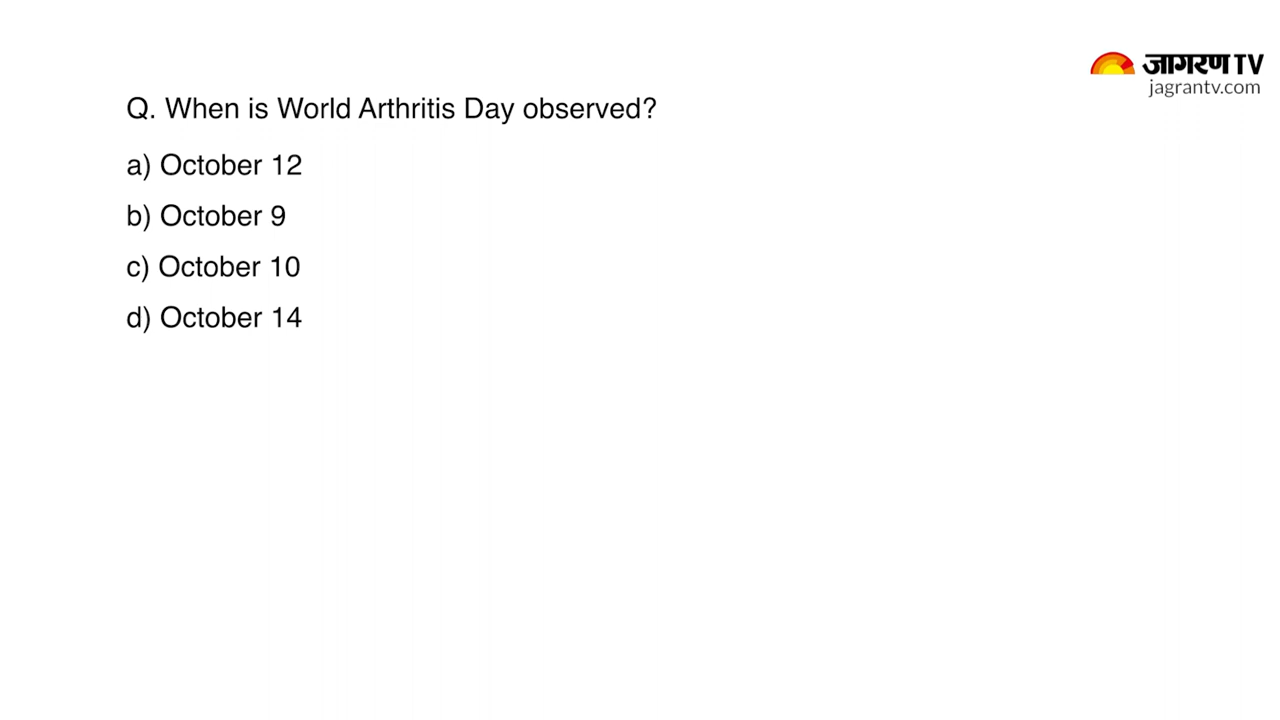 जागरण TV
jagrantv.com
Q. When is World Arthritis Day observed?
a) October 12
b) October 9
c) October 10
d) October 14